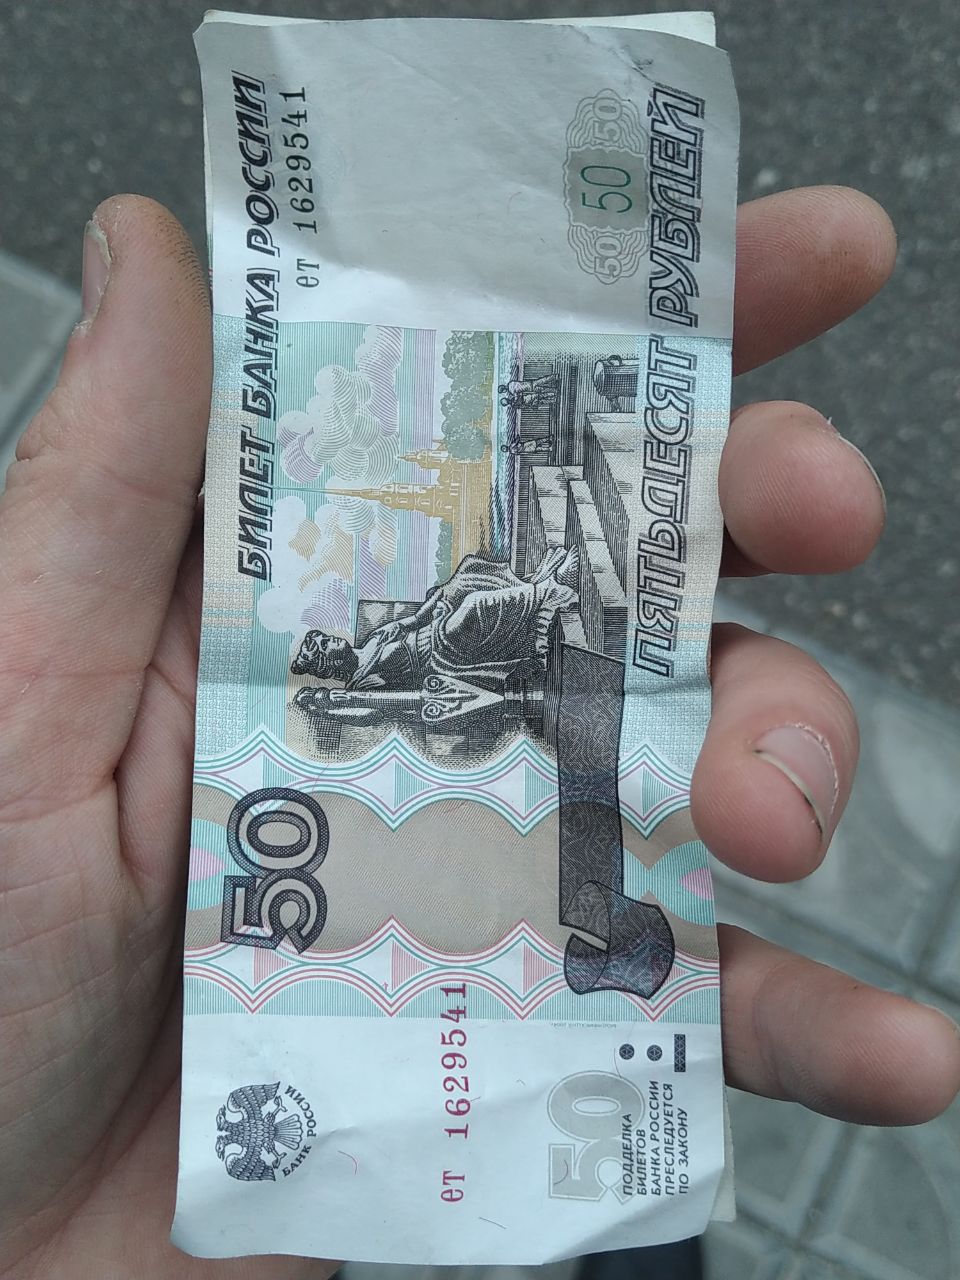 БАНК РОССИИ
50
БИЛЕТ БАНКА РОССИИ
ет 1629541
ет 1629541
50
ПОДДЕЛКА
БИЛЕТОВ
БАНКА РОССИИ
ПРЕСЛЕДУЕТСЯ
ПО ЗАКОНУ
50 50 50
ПЯТЬДЕСЯТ РУБЛЕЙ